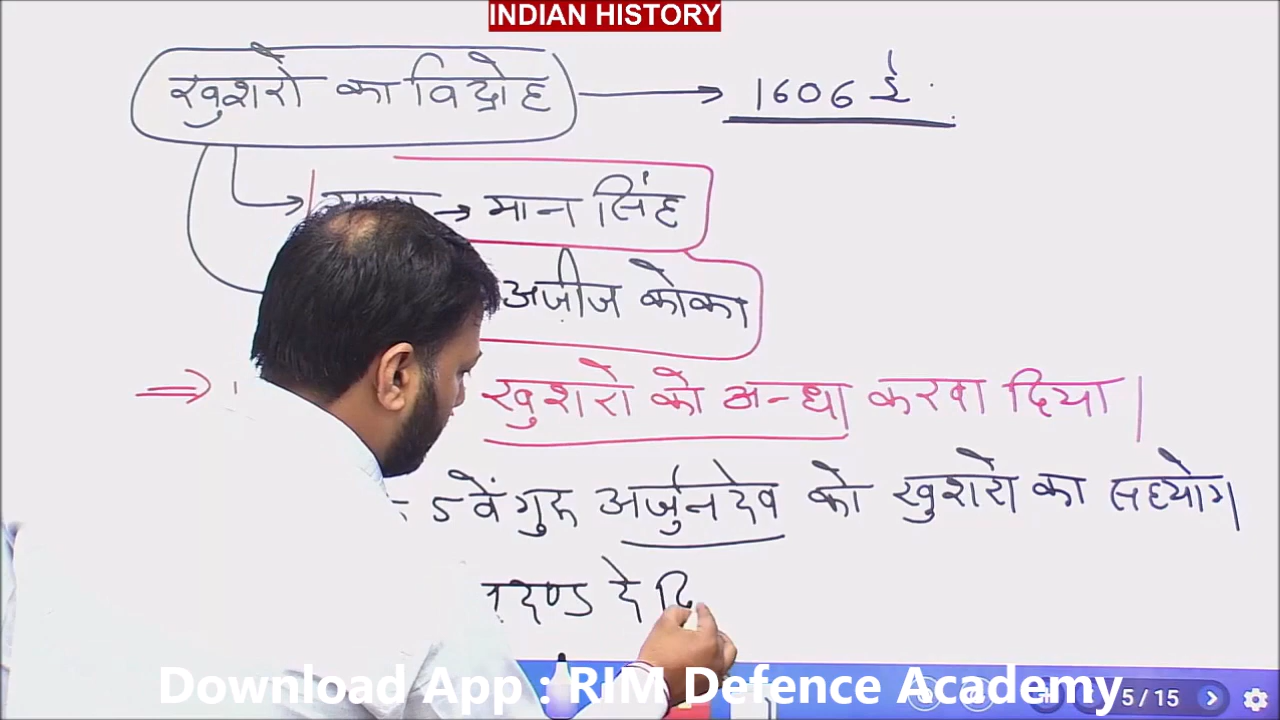 INDIAN HISTORY
खुशरो का विद्रोह → 1606 ई.
→ मान सिंह
अजीज कोका
⇒ खुशरो को अन्धा करवा दिया।
5वें गुरु अर्जुनदेव को खुशरो का सहयोग
दण्ड दे दि
Download App : RIM Defence Academy
5 / 15